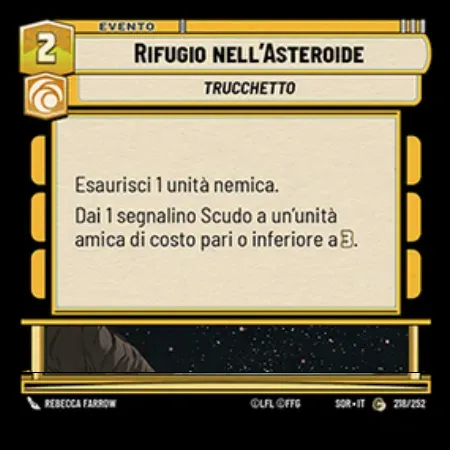 EVENTO
2
RIFUGIO NELL'ASTEROIDE
TRUCCHETTO
Esaurisci 1 unità nemica.
Dai 1 segnalino Scudo a un'unità
amica di costo pari o inferiore a 3.
REBECCA FARROW
©LFL ©FFG
SOR • IT
C
218/252